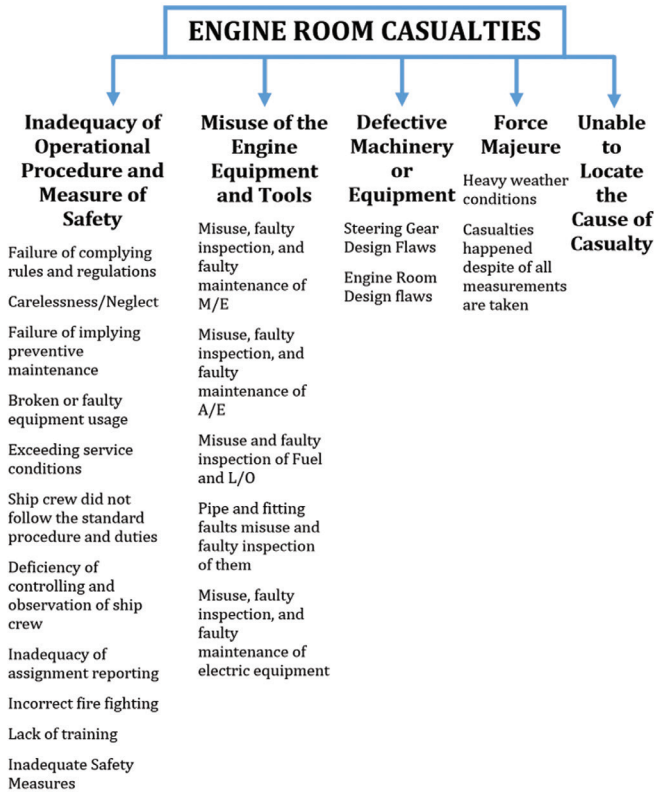 ENGINE ROOM CASUALTIES
Inadequacy of
Operational
Procedure and
Measure of
Safety
Failure of complying
rules and regulations
Carelessness/Neglect
Failure of implying
preventive
maintenance
Broken or faulty
equipment usage
Exceeding service
conditions
Ship crew did not
follow the standard
procedure and duties
Deficiency of
controlling and
observation of ship
crew
Inadequacy of
assignment reporting
Incorrect fire fighting
Lack of training
Inadequate Safety
Measures
Misuse of the
Engine
Equipment
and Tools
Misuse, faulty
inspection, and
faulty
maintenance of
M/E
Misuse, faulty
inspection, and
faulty
maintenance of
A/E
Misuse and faulty
inspection of Fuel
and L/O
Pipe and fitting
faults misuse and
faulty inspection
of them
Misuse, faulty
inspection, and
faulty
maintenance of
electric equipment
Defective
Machinery
or
Equipment
Steering Gear
Design Flaws
Engine Room
Design flaws
Force
Majeure
Heavy weather
conditions
Casualties
happened
despite of all
measurements
are taken
Unable
to
Locate
the
Cause of
Casualty